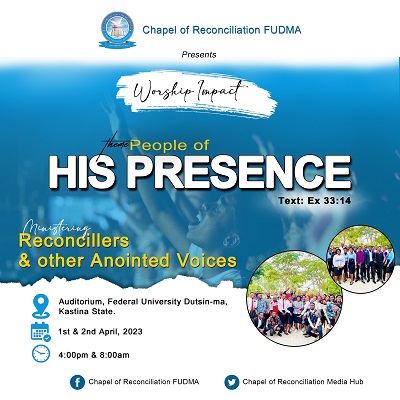 Chapel of Reconciliation FUDMA
Presents
Worship Impact
theme People of
HIS PRESENCE
Text: Ex 33:14
Ministering
Reconcillers
& other Anointed Voices
Auditorium, Federal University Dutsin-ma,
Kastina State.
1st & 2nd April, 2023
4:00pm & 8:00am
Chapel of Reconciliation FUDMA
Chapel of Reconciliation Media Hub